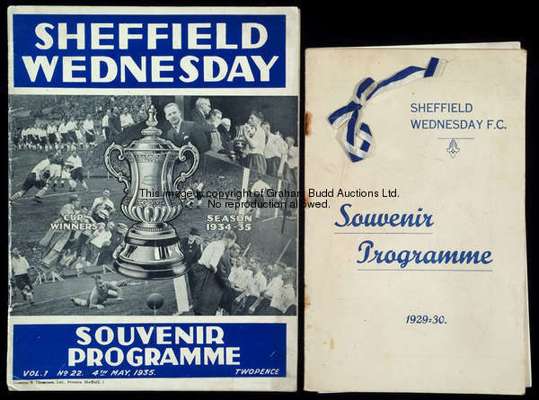 SHEFFIELD
WEDNESDAY
CUP
WINNERS
SEASON
1934-35
This image is copyright of Graham Budd Auctions Ltd.
No reproduction allowed.
SOUVENIR
PROGRAMME
VOL. 1 Nº 22. 4TH MAY, 1935. TWOPENCE
SHEFFIELD
WEDNESDAY F.C.
Souvenir
Programme
1929=30.